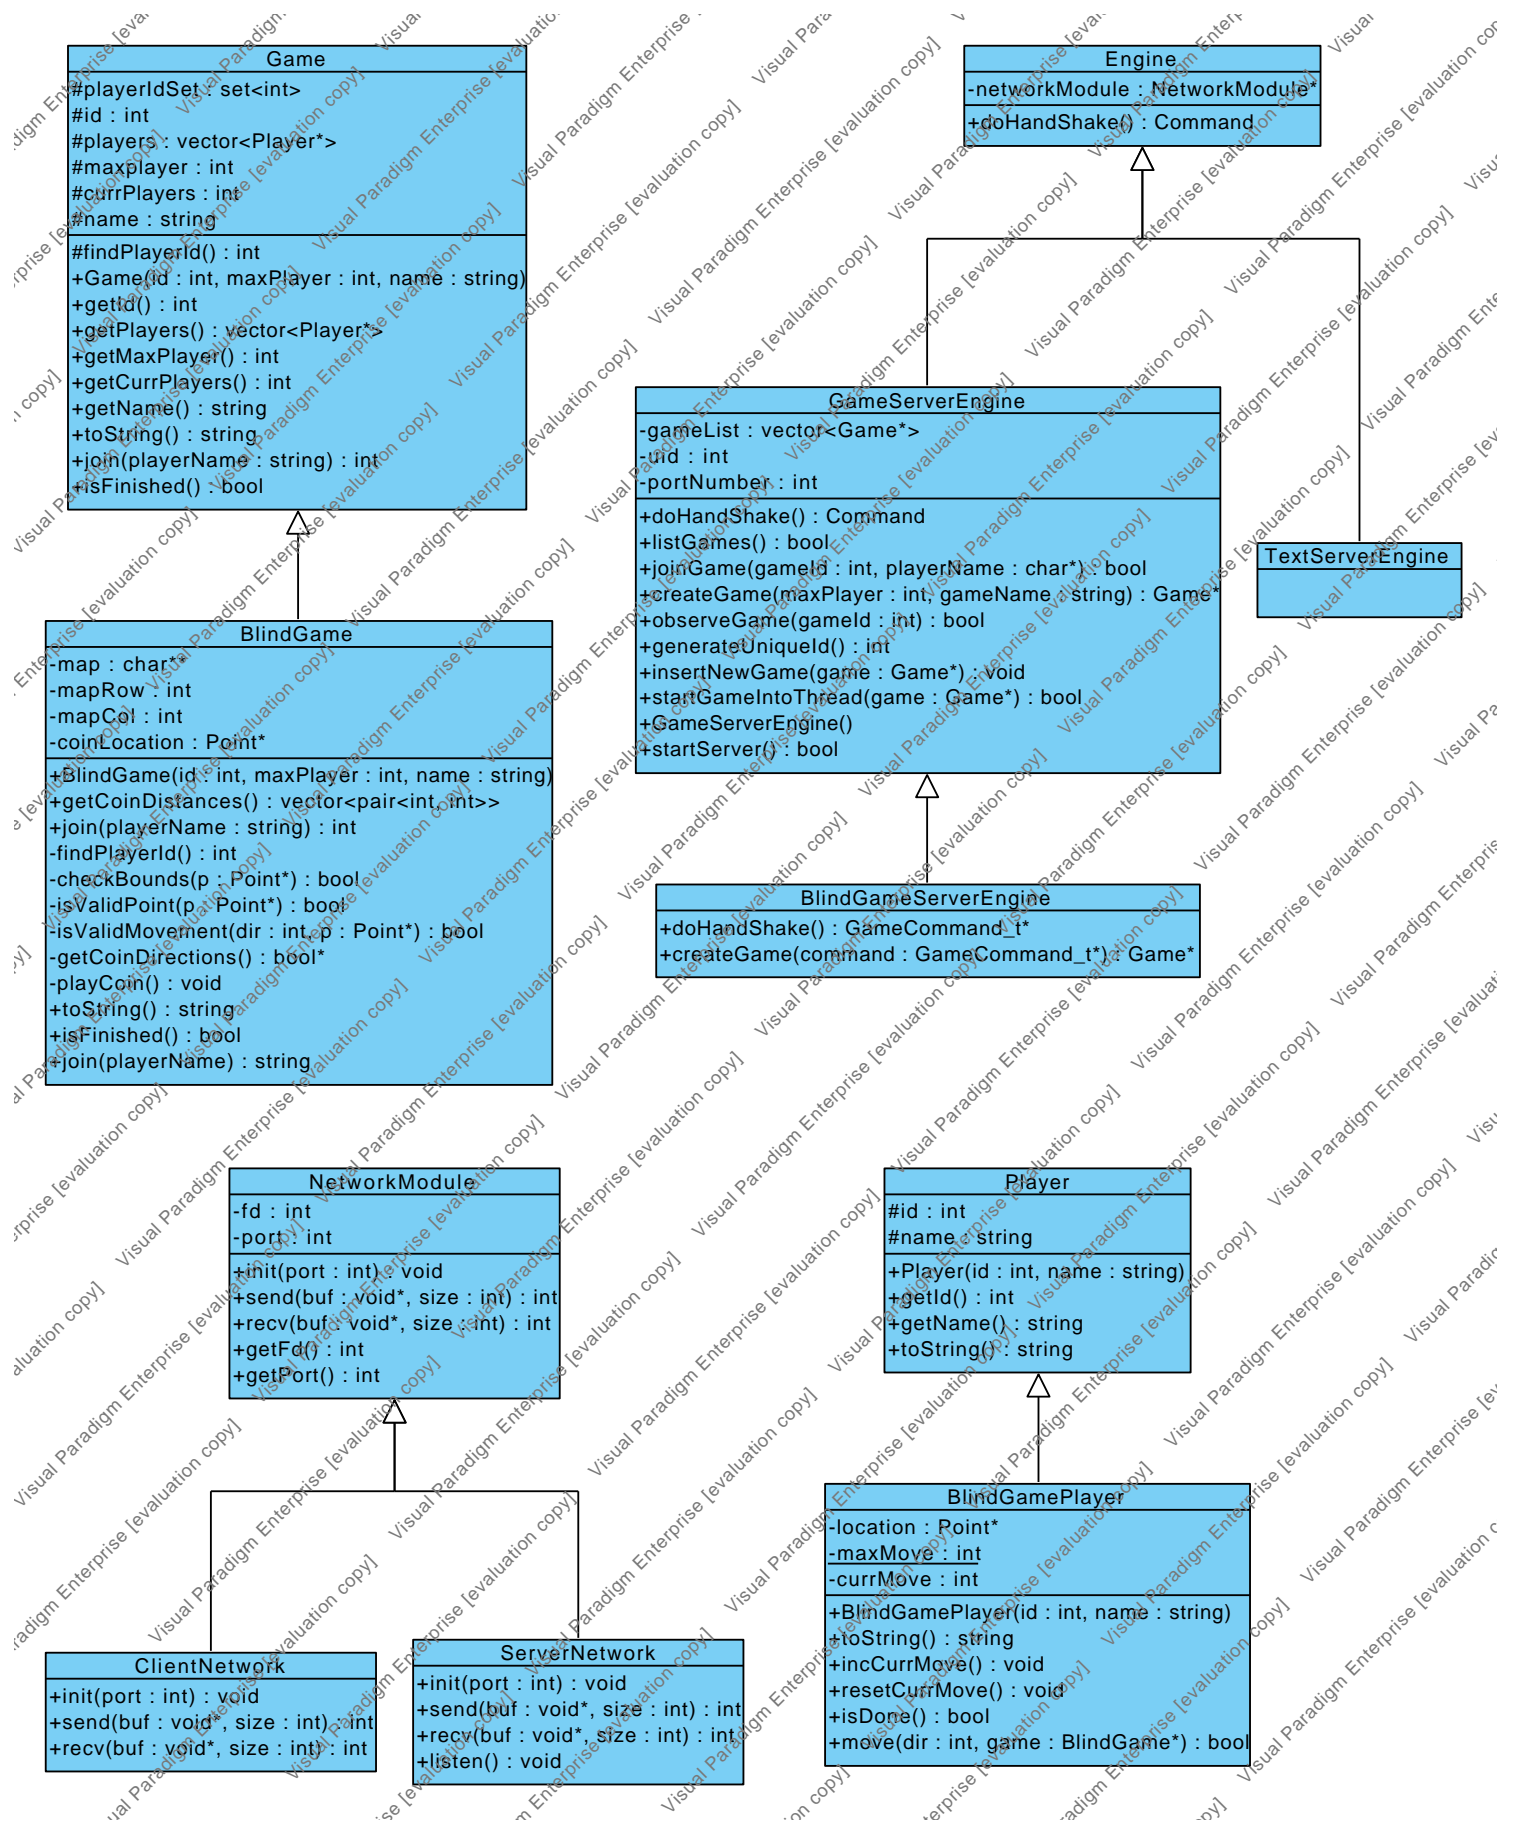 Game
#playerIdSet : set<int>
#id : int
#players : vector<Player*>
#maxplayer : int
#currPlayers : int
#name : string
#findPlayerId() : int
+Game(id : int, maxPlayer : int, name : string)
+getId() : int
+getPlayers() : vector<Player*>
+getMaxPlayer() : int
+getCurrPlayers() : int
+getName() : string
+toString() : string
+join(playerName : string) : int
+isFinished() : bool
Engine
-networkModule : NetworkModule*
+doHandShake() : Command
GameServerEngine
-gameList : vector<Game*>
-uid : int
-portNumber : int
+doHandShake() : Command
+listGames() : bool
+joinGame(gameId : int, playerName : char*) : bool
+createGame(maxPlayer : int, gameName : string) : Game*
+observeGame(gameId : int) : bool
+generateUniqueId() : int
+insertNewGame(game : Game*) : void
+startGameIntoThread(game : Game*) : bool
+GameServerEngine()
+startServer() : bool
TextServerEngine
BlindGame
-map : char**
-mapRow : int
-mapCol : int
-coinLocation : Point*
+BlindGame(id : int, maxPlayer : int, name : string)
+getCoinDistances() : vector<pair<int, int>>
+join(playerName : string) : int
-findPlayerId() : int
-checkBounds(p : Point*) : bool
-isValidPoint(p : Point*) : bool
-isValidMovement(dir : int, p : Point*) : bool
-getCoinDirections() : bool*
-playCoin() : void
+toString() : string
+isFinished() : bool
+join(playerName) : string
BlindGameServerEngine
+doHandShake() : GameCommand_t*
+createGame(command : GameCommand_t*) : Game*
NetworkModule
-fd : int
-port : int
+init(port : int) : void
+send(buf : void*, size : int) : int
+recv(buf : void*, size : int) : int
+getFd() : int
+getPort() : int
Player
#id : int
#name : string
+Player(id : int, name : string)
+getId() : int
+getName() : string
+toString() : string
ClientNetwork
+init(port : int) : void
+send(buf : void*, size : int) : int
+recv(buf : void*, size : int) : int
ServerNetwork
+init(port : int) : void
+send(buf : void*, size : int) : int
+recv(buf : void*, size : int) : int
+listen() : void
BlindGamePlayer
-location : Point*
-maxMove : int
-currMove : int
+BlindGamePlayer(id : int, name : string)
+toString() : string
+incCurrMove() : void
+resetCurrMove() : void
+isDone() : bool
+move(dir : int, game : BlindGame*) : bool
Visual Paradigm Enterprise [evaluation copy]